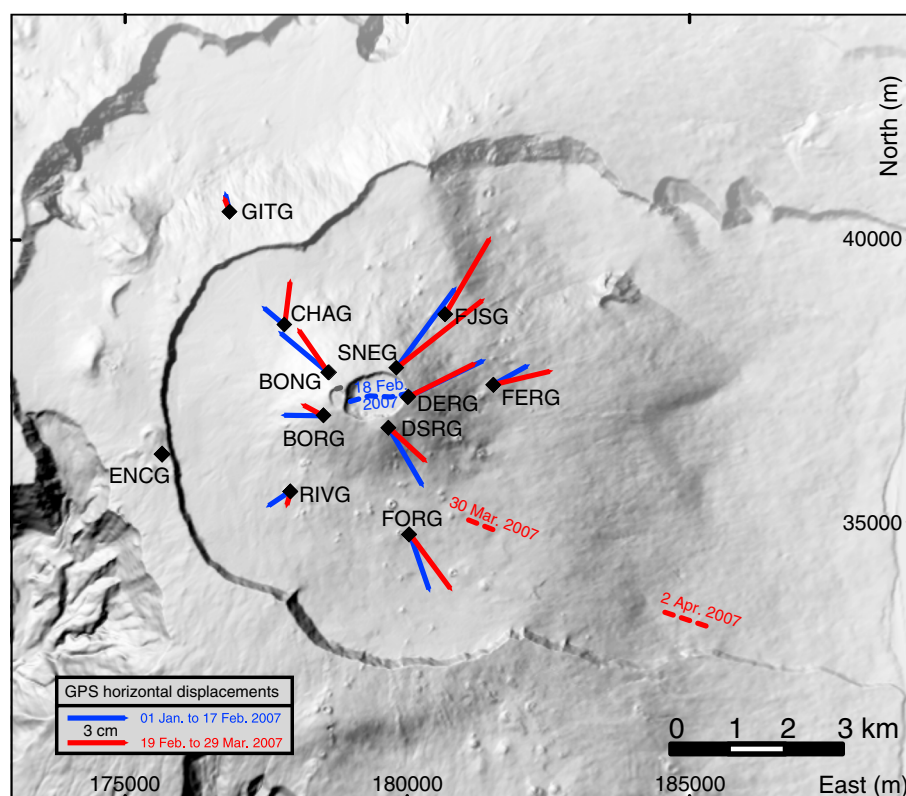 North (m)
GITG
40000
CHAG
FJSG
SNEG
BONG
18 Feb.
2007
DERG
FERG
BORG
DSRG
ENCG
RIVG
30 Mar. 2007
FORG
35000
2 Apr. 2007
GPS horizontal displacements
01 Jan. to 17 Feb. 2007
3 cm
19 Feb. to 29 Mar. 2007
0 1 2 3 km
175000 180000 185000 East (m)